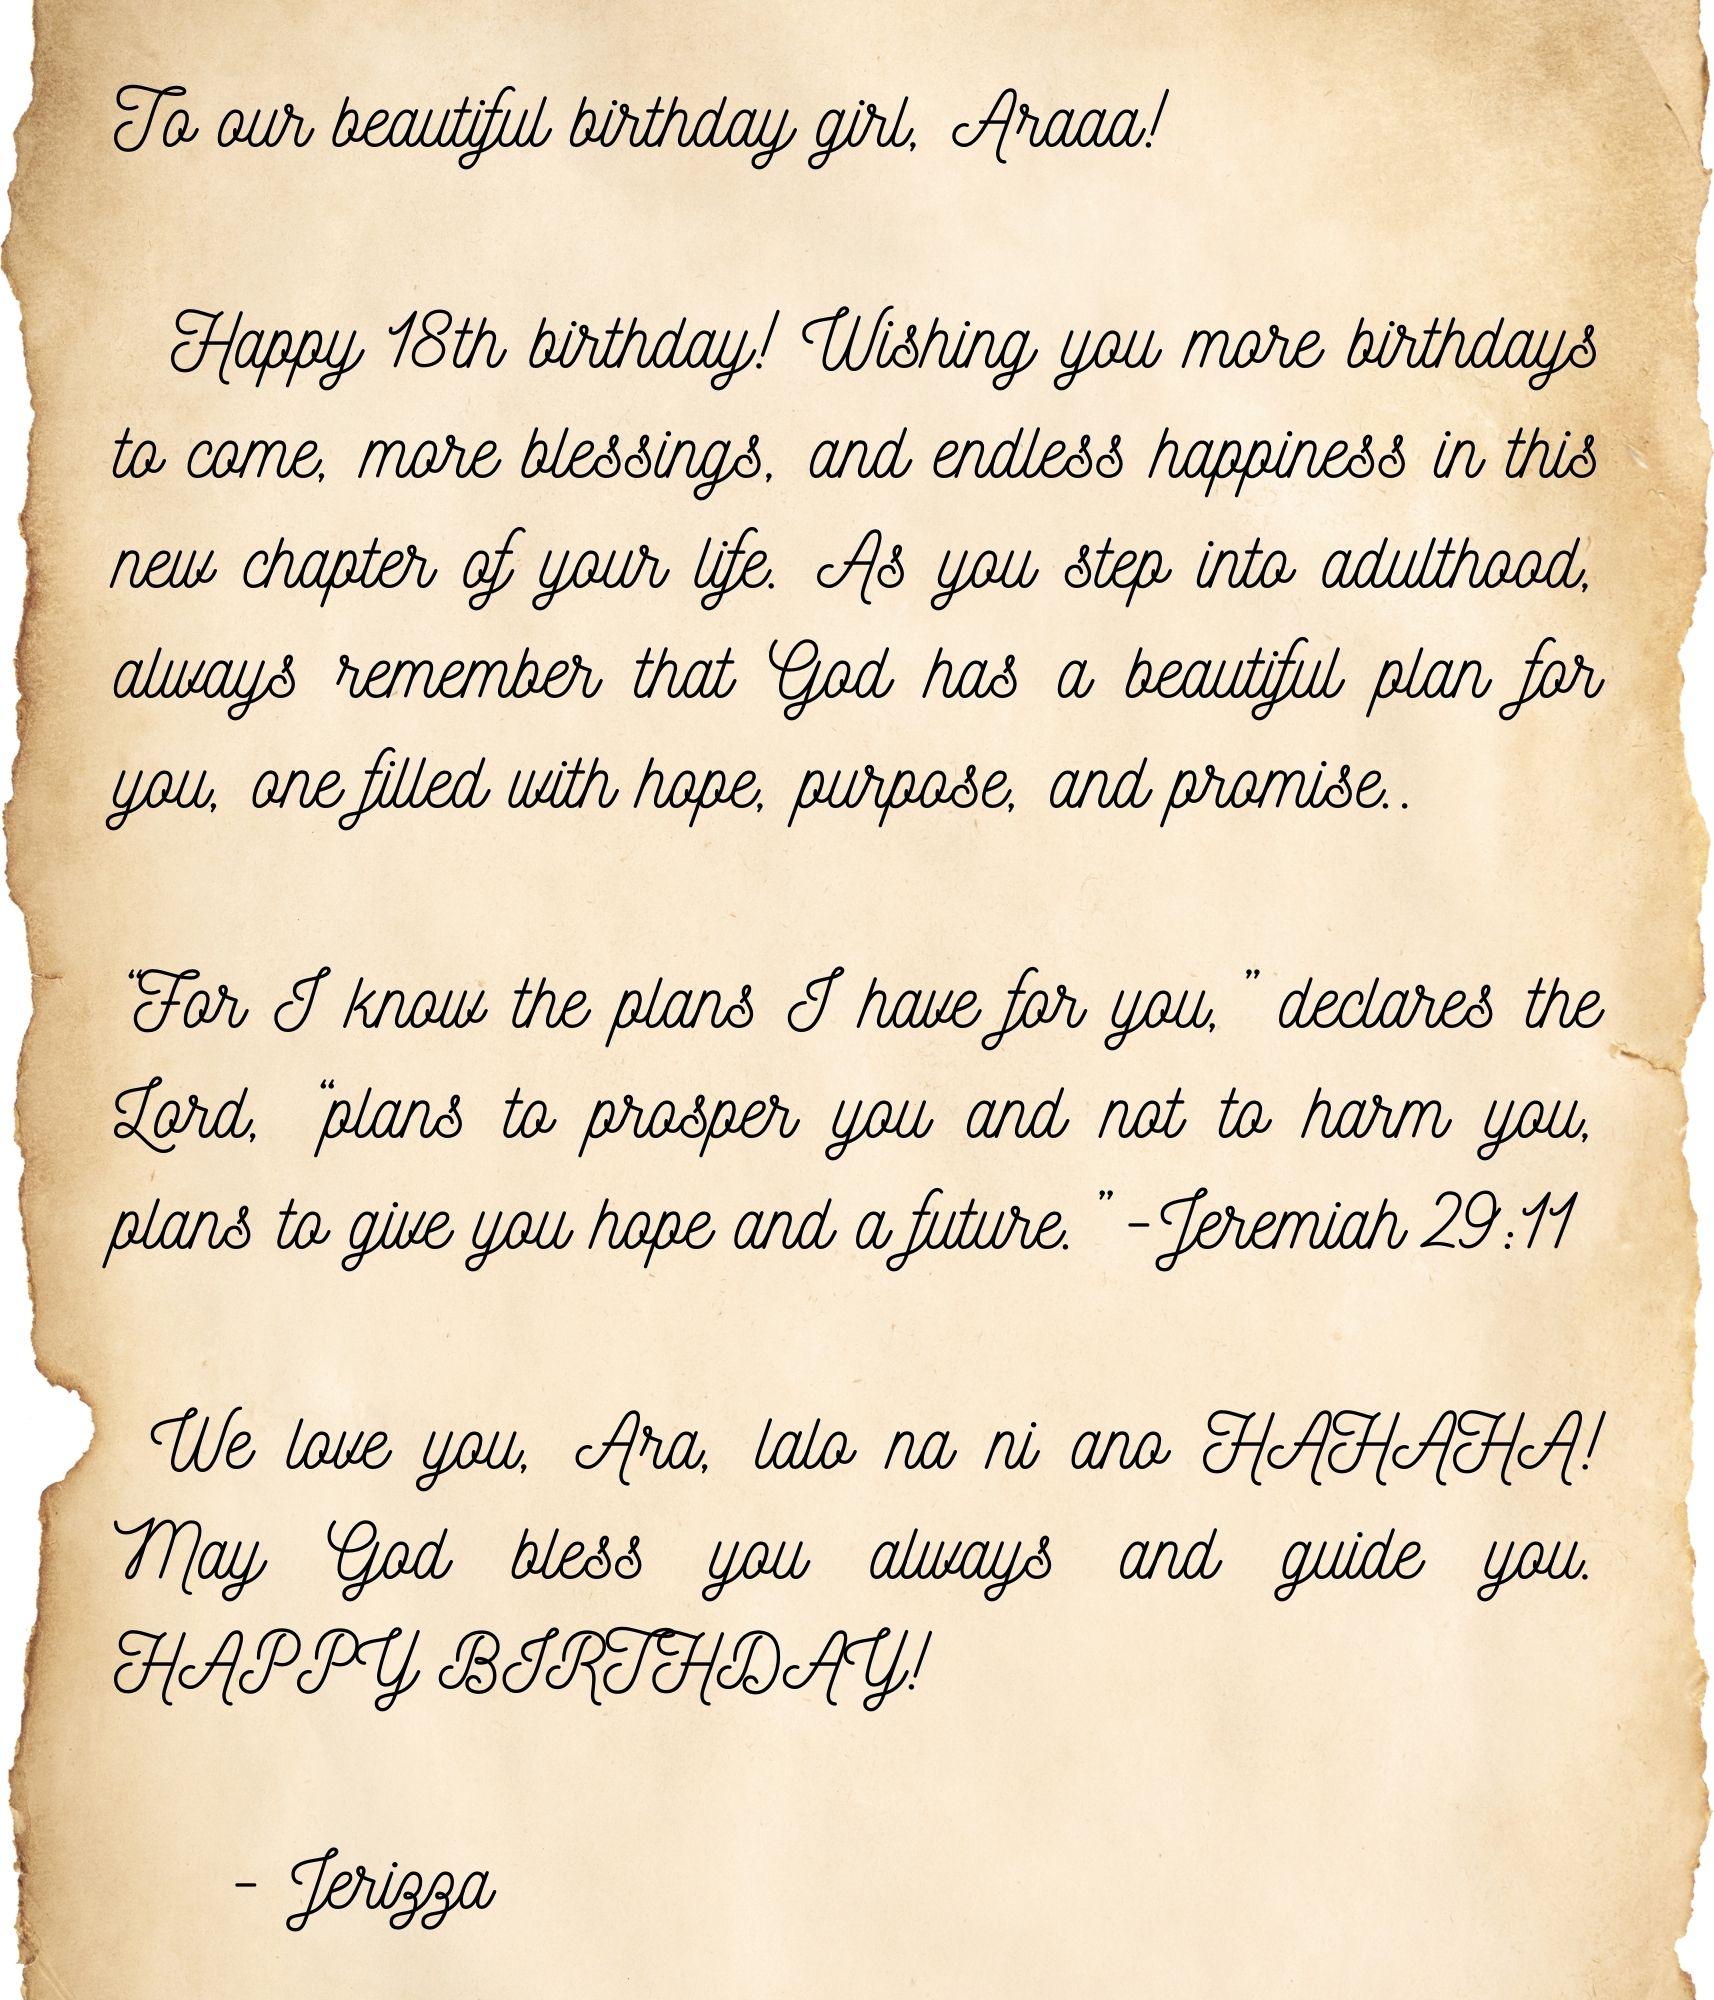 To our beautiful birthday girl, Araaa!
Happy 18th birthday! Wishing you more birthdays
to come, more blessings, and endless happiness in this
new chapter of your life. As you step into adulthood,
always remember that God has a beautiful plan for
you, one filled with hope, purpose, and promise..
“For I know the plans I have for you,” declares the
Lord, “plans to prosper you and not to harm you,
plans to give you hope and a future.” -Jeremiah 29:11
We love you, Ara, lalo na ni ano HAHAHA!
May God bless you always and guide you.
HAPPY BIRTHDAY!
- Jerizza